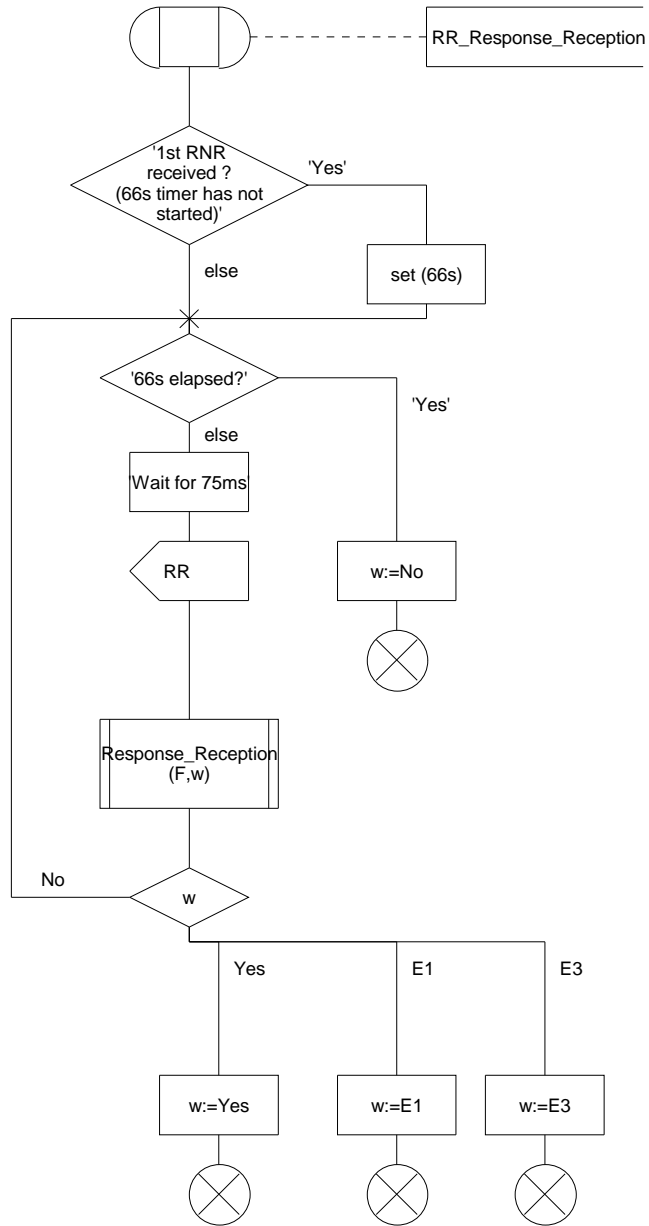 RR_Response_Reception
'1st RNR
received ?
(66s timer has not
started)'
'Yes'
set (66s)
else
'66s elapsed?'
'Yes'
else
'Wait for 75ms'
RR
w:=No
Response_Reception
(F,w)
No
w
Yes
E1
E3
w:=Yes
w:=E1
w:=E3